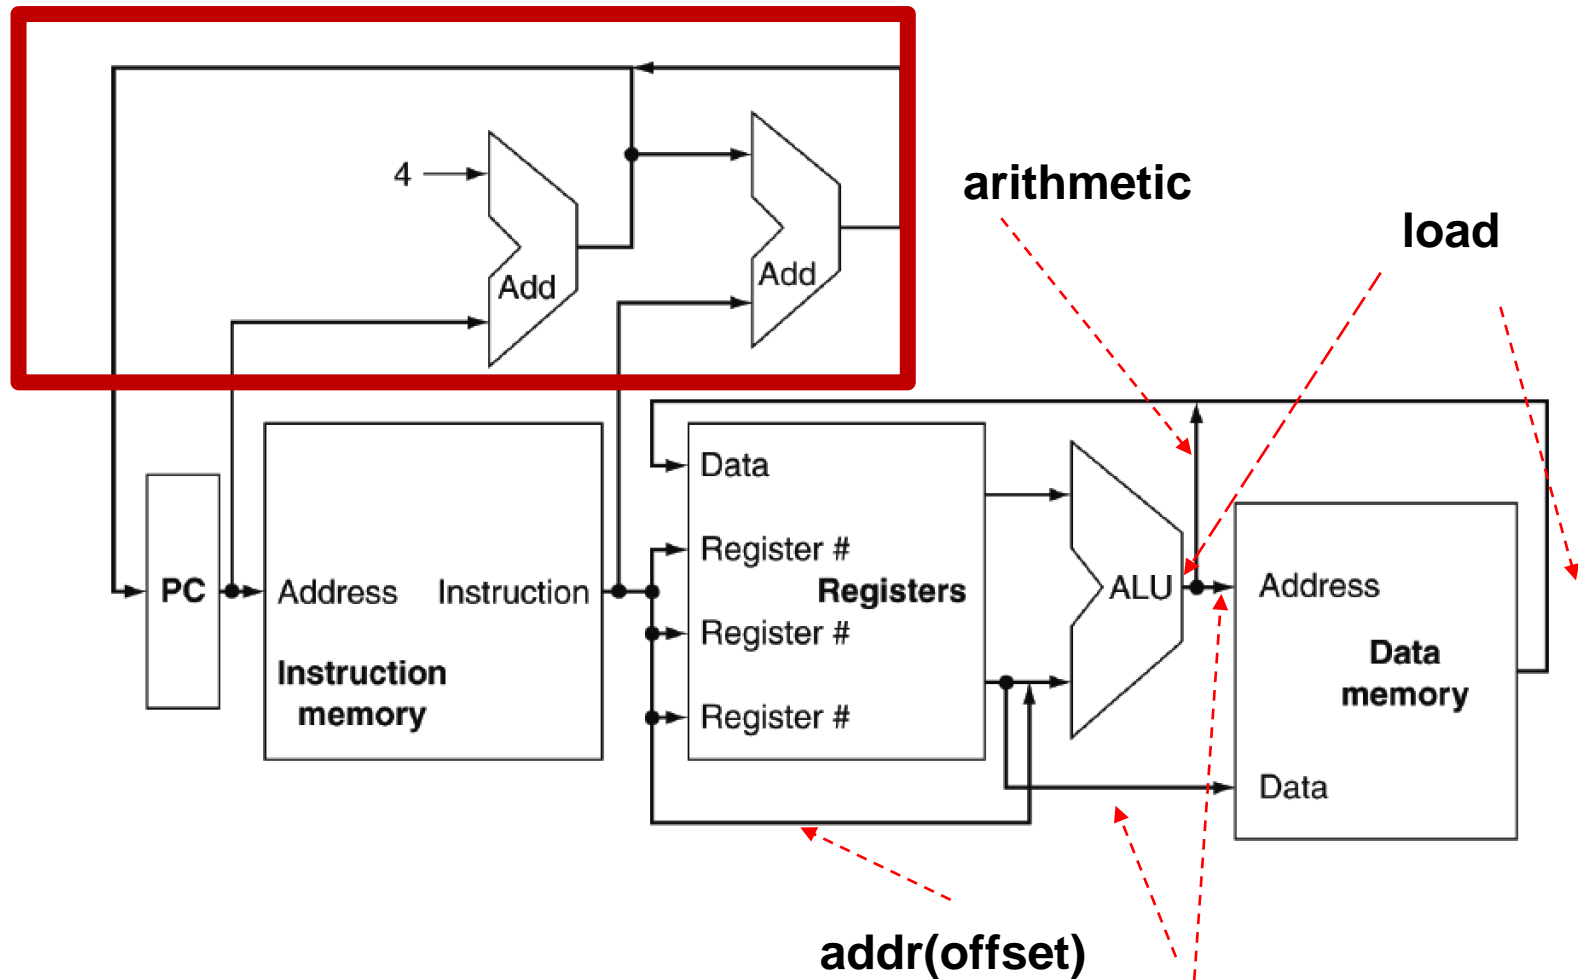 4
Add
Add
arithmetic
load
PC
Address
Instruction
Instruction
memory
Data
Register #
Register #
Register #
Registers
ALU
Address
Data
memory
Data
addr(offset)